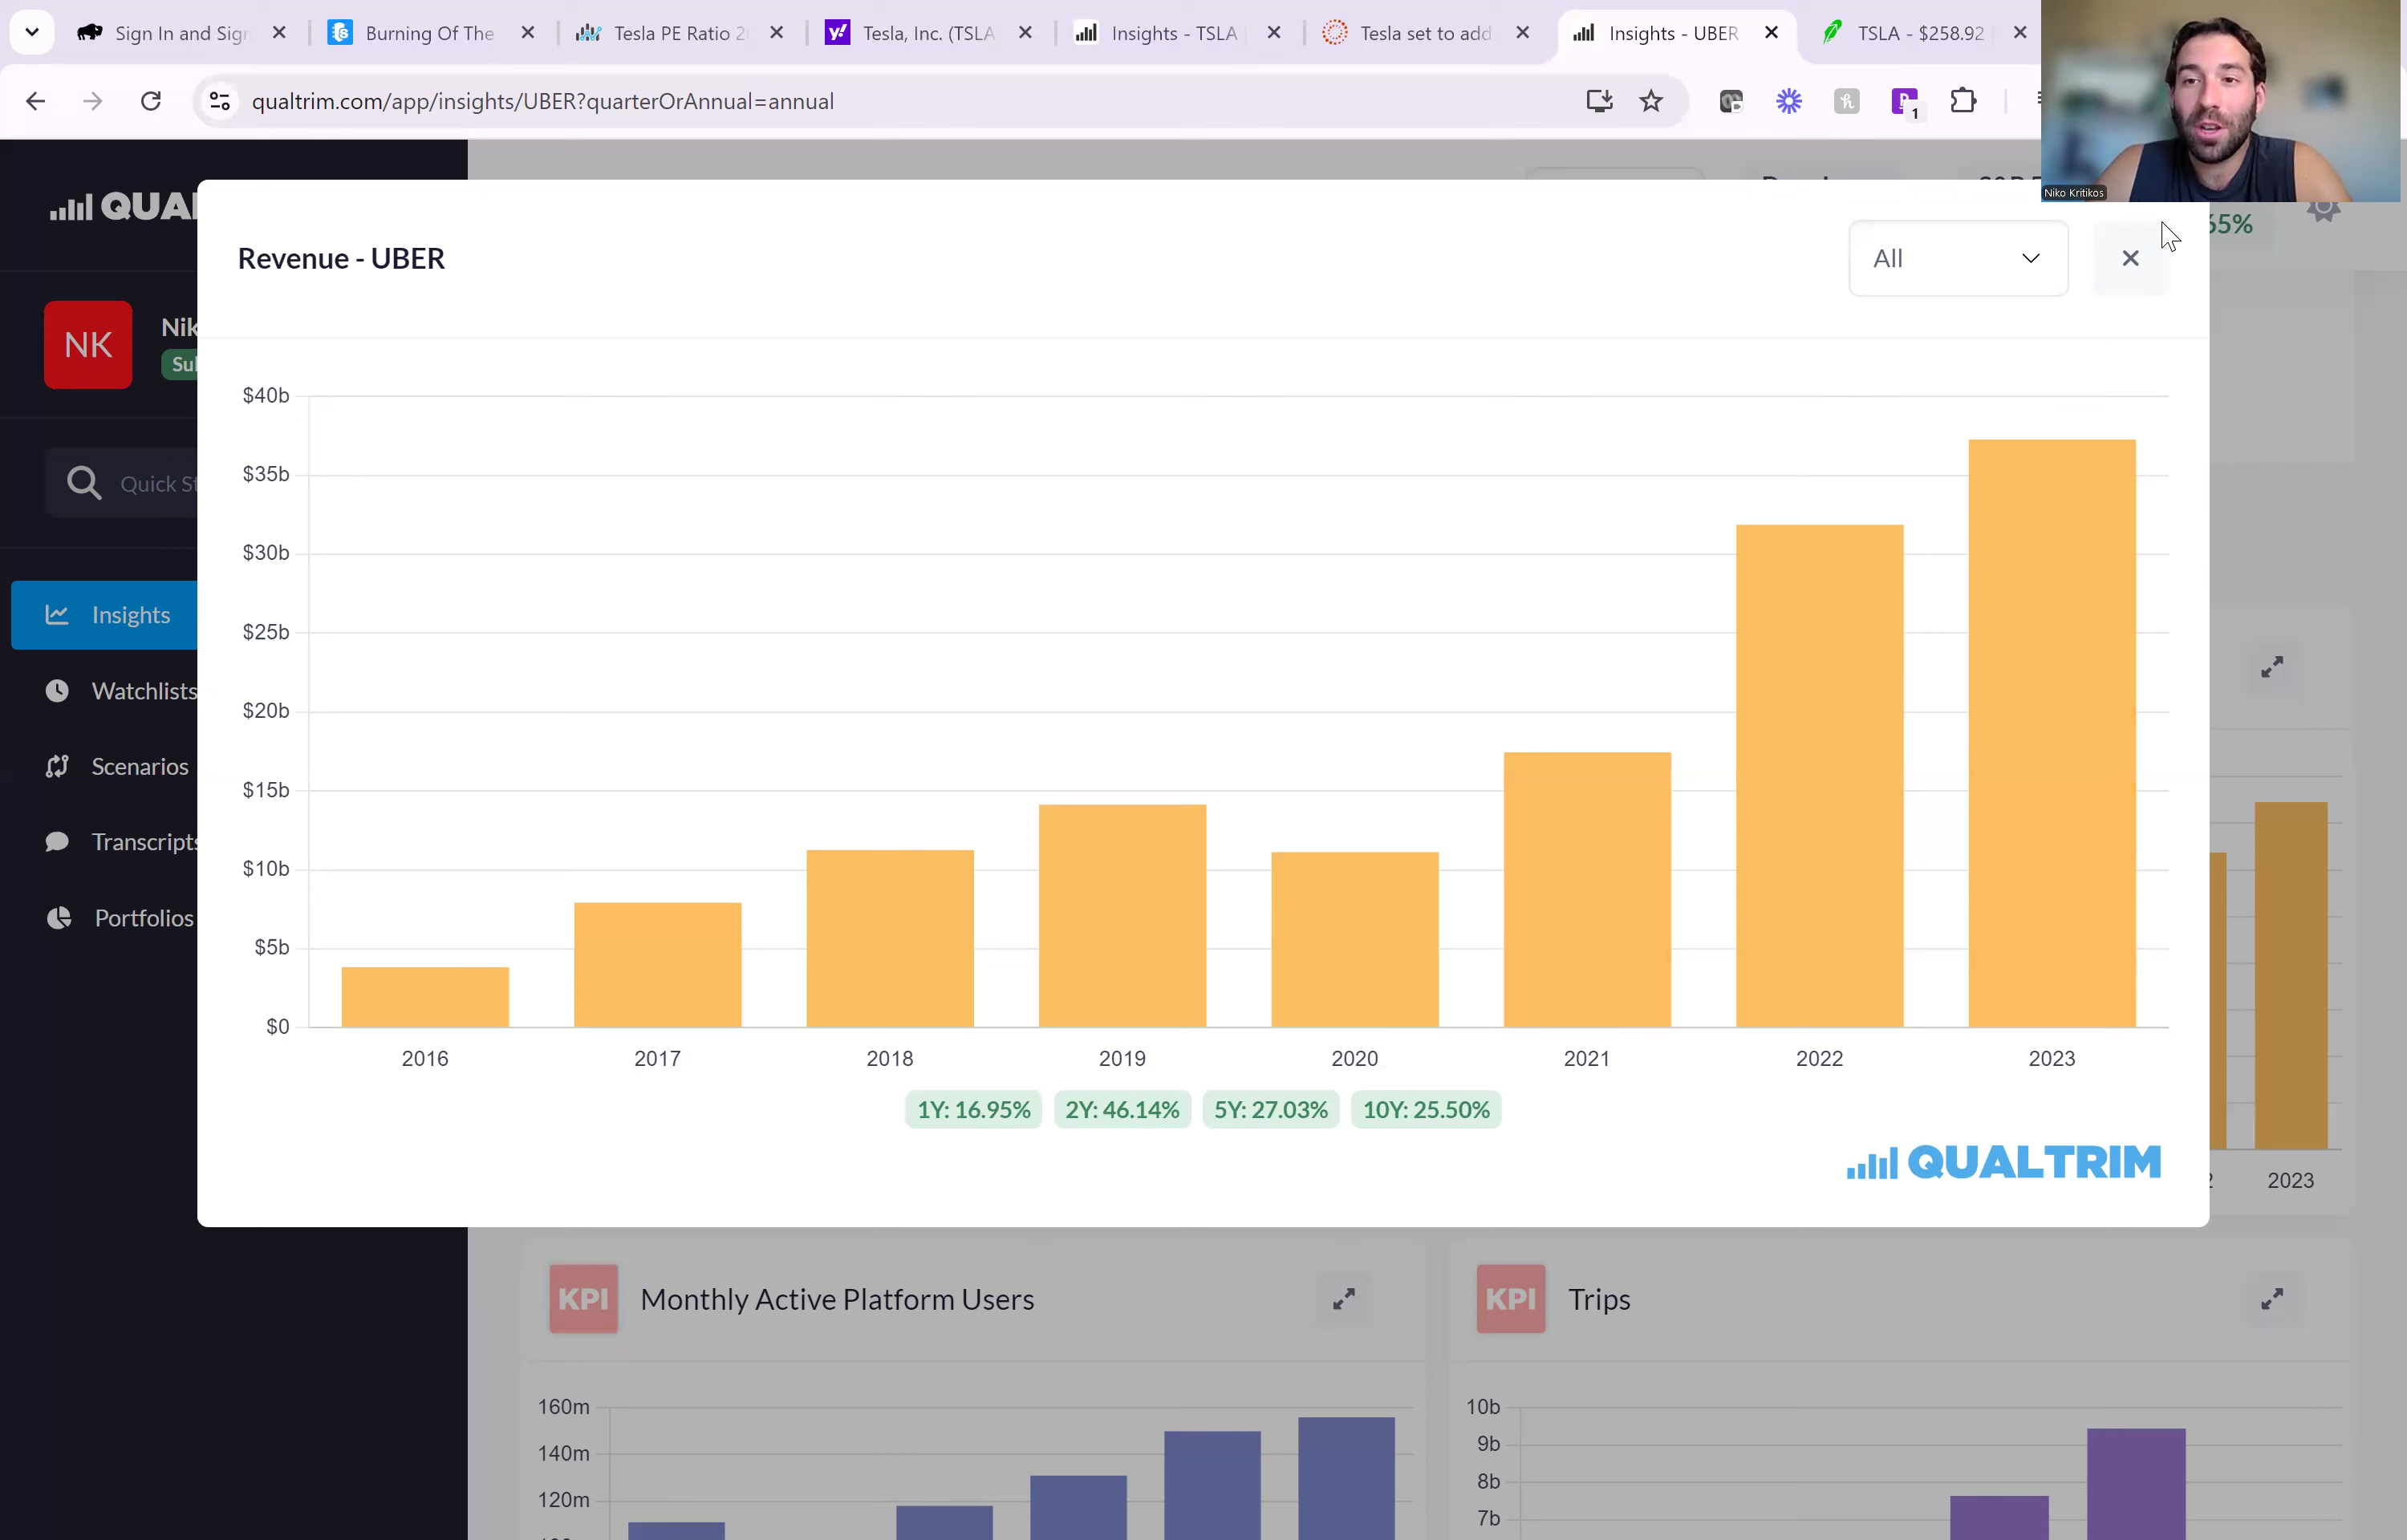 Sign In and Sig
Burning Of The
Tesla PE Ratio 2
Tesla, Inc. (TSLA
Insights - TSLA
Tesla set to add
Insights - UBER
TSLA - $258.92
qualtrim.com/app/insights/UBER?quarterOrAnnual=annual
1
Niko Kritikos
QUAL
65%
Revenue - UBER
All
NK
Nik
Sul
Quick St
Insights
Watchlists
Scenarios
Transcripts
Portfolios
$40b
$35b
$30b
$25b
$20b
$15b
$10b
$5b
$0
2016 2017 2018 2019 2020 2021 2022 2023
1Y: 16.95% 2Y: 46.14% 5Y: 27.03% 10Y: 25.50%
QUALTRIM
2023
KPI Monthly Active Platform Users
160m
140m
120m
KPI Trips
10b
9b
8b
7b